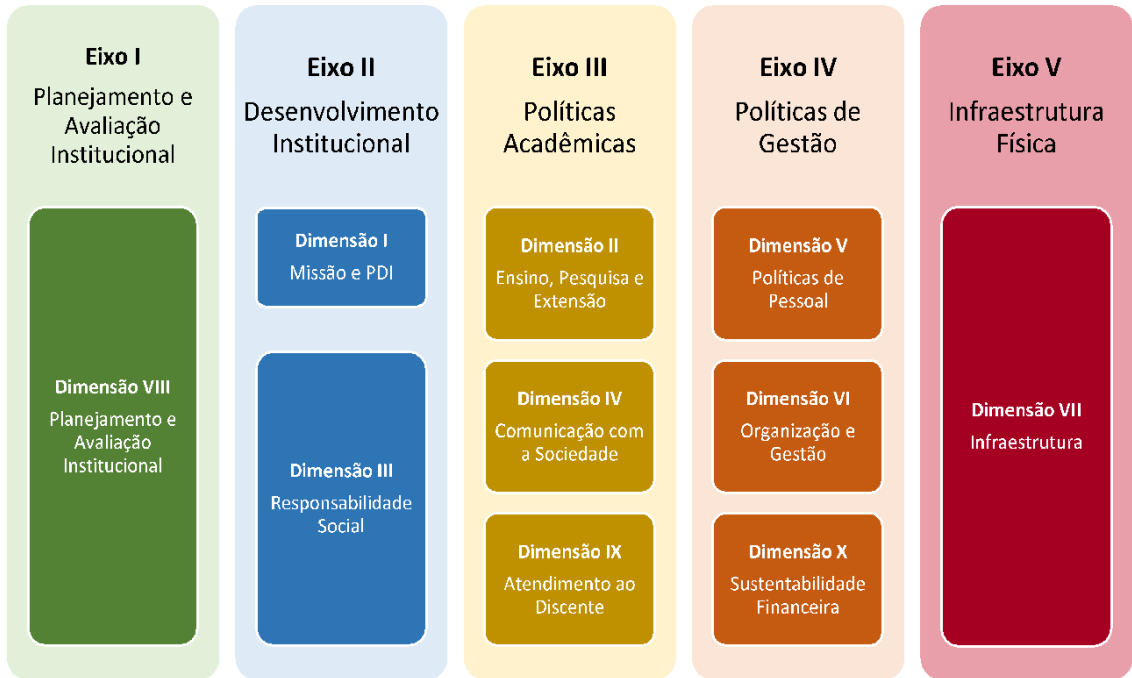 Eixo I
Planejamento e
Avaliação
Institucional
Dimensão VIII
Planejamento e
Avaliação
Institucional
Eixo II
Desenvolvimento
Institucional
Dimensão I
Missão e PDI
Dimensão III
Responsabilidade
Social
Eixo III
Políticas
Acadêmicas
Dimensão II
Ensino, Pesquisa e
Extensão
Dimensão IV
Comunicação com
a Sociedade
Dimensão IX
Atendimento ao
Discente
Eixo IV
Políticas de
Gestão
Dimensão V
Políticas de
Pessoal
Dimensão VI
Organização e
Gestão
Dimensão X
Sustentabilidade
Financeira
Eixo V
Infraestrutura
Física
Dimensão VII
Infraestrutura